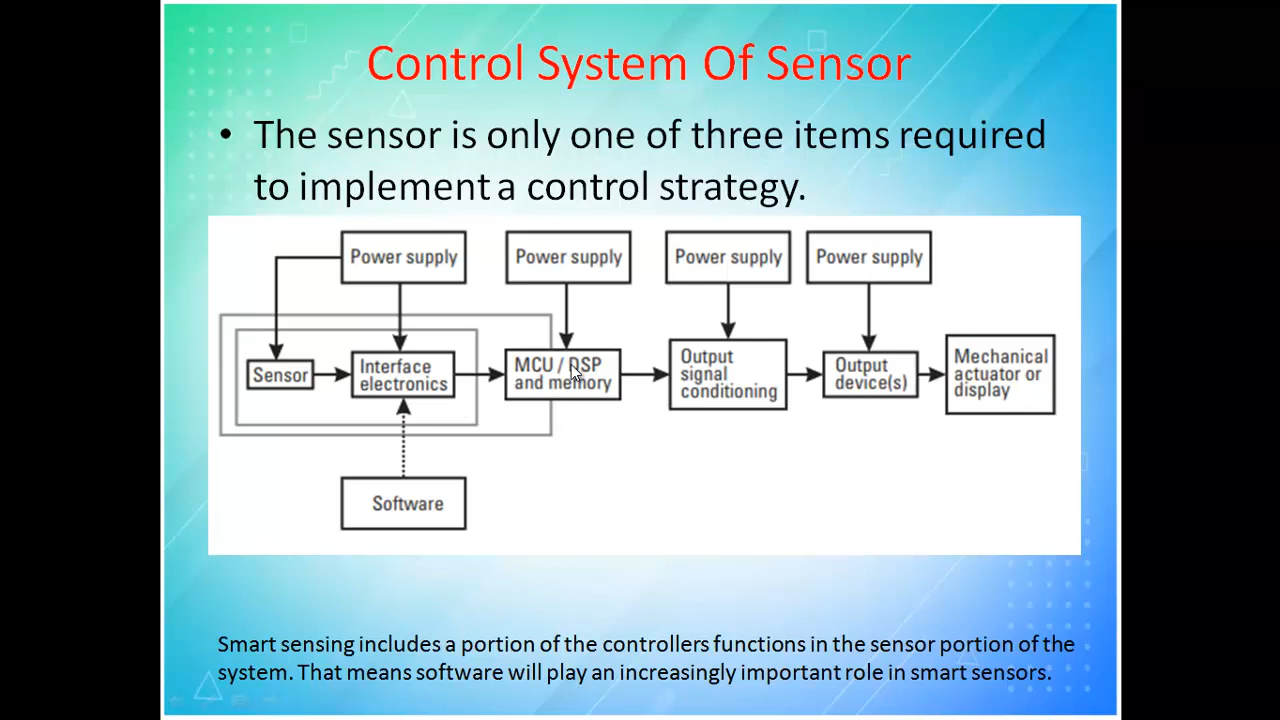 Control System Of Sensor
• The sensor is only one of three items required
to implement a control strategy.
Power supply
Power supply
Power supply
Power supply
Sensor
Interface
electronics
MCU / DSP
and memory
Output
signal
conditioning
Output
device(s)
Mechanical
actuator or
display
Software
Smart sensing includes a portion of the controllers functions in the sensor portion of the
system. That means software will play an increasingly important role in smart sensors.